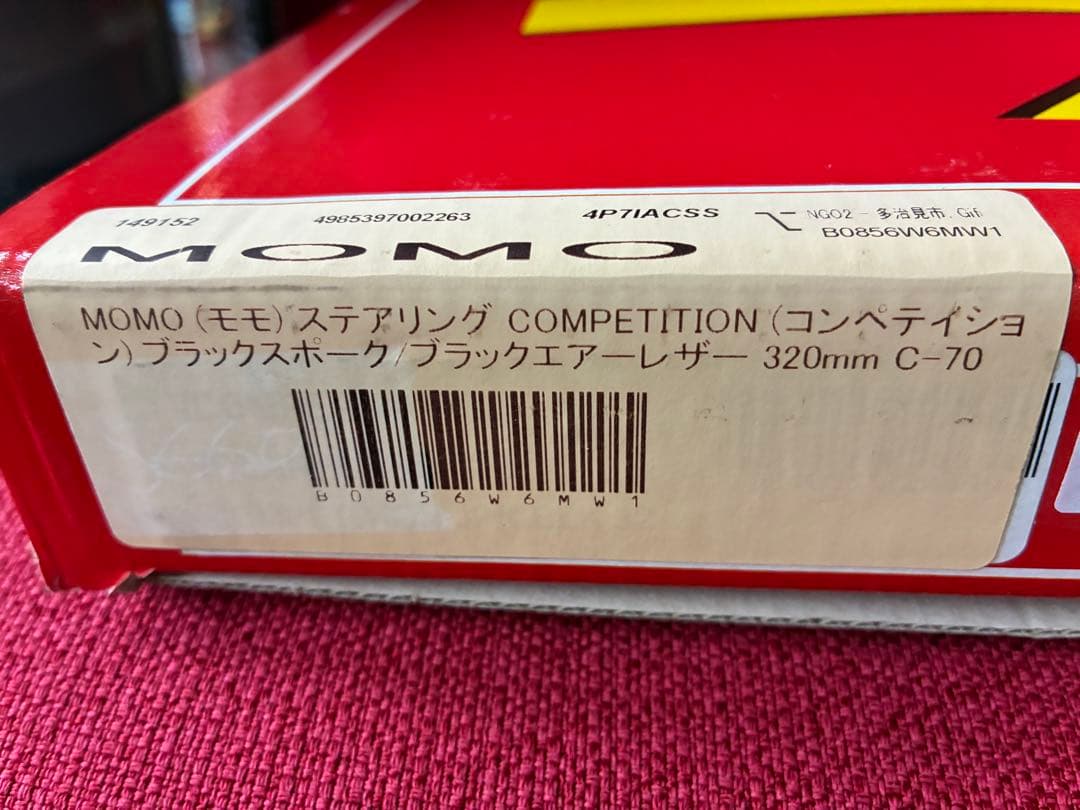 149152 4985397002263 4P7IACSS NGO2 - 多治見市, Gif
B0856W6MW1
MOMO
MOMO (モモ) ステアリング COMPETITION (コンペティショ
ン) ブラックスポーク/ブラックエアーレザー 320mm C-70
B0856W6MW1